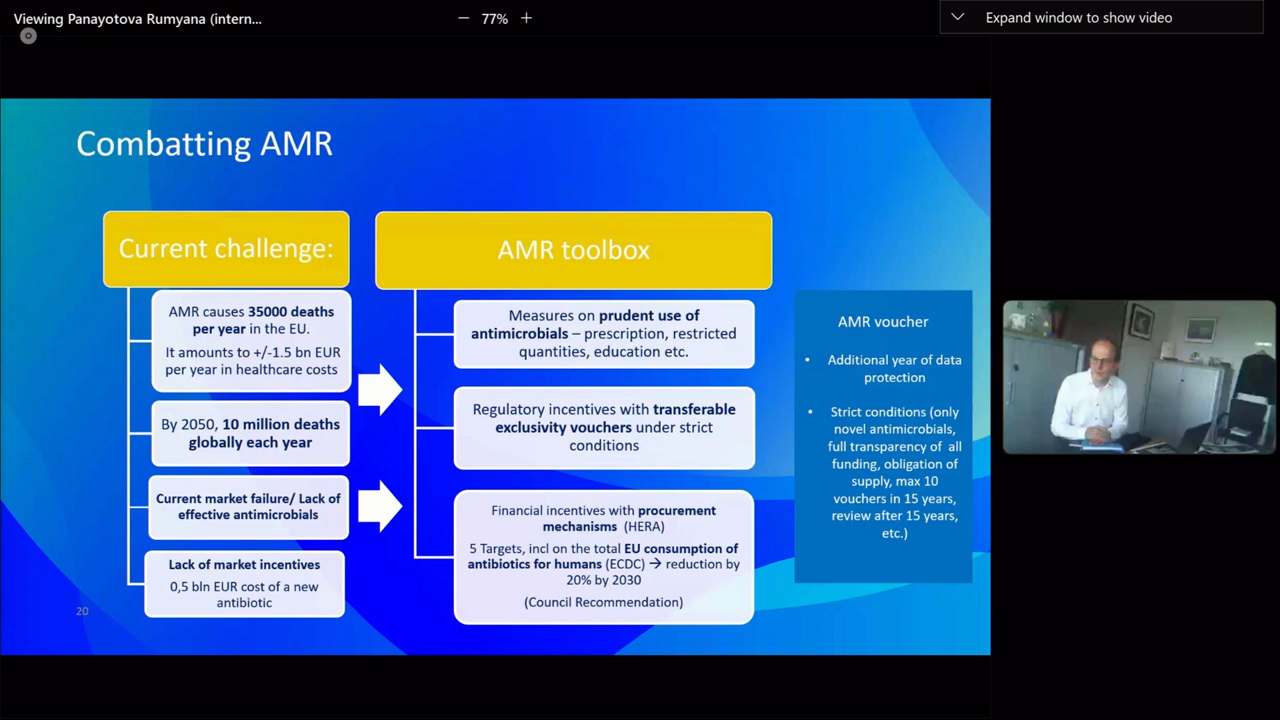 Viewing Panayotova Rumyana (intern...
77%
Expand window to show video
Combatting AMR
Current challenge:
AMR causes 35000 deaths
per year in the EU.
It amounts to +/-1.5 bn EUR
per year in healthcare costs
By 2050, 10 million deaths
globally each year
Current market failure/ Lack of
effective antimicrobials
Lack of market incentives
0,5 bln EUR cost of a new
antibiotic
AMR toolbox
Measures on prudent use of
antimicrobials – prescription, restricted
quantities, education etc.
Regulatory incentives with transferable
exclusivity vouchers under strict
conditions
Financial incentives with procurement
mechanisms (HERA)
5 Targets, incl on the total EU consumption of
antibiotics for humans (ECDC) → reduction by
20% by 2030
(Council Recommendation)
AMR voucher
• Additional year of data
protection
• Strict conditions (only
novel antimicrobials,
full transparency of all
funding, obligation of
supply, max 10
vouchers in 15 years,
review after 15 years,
etc.)
20